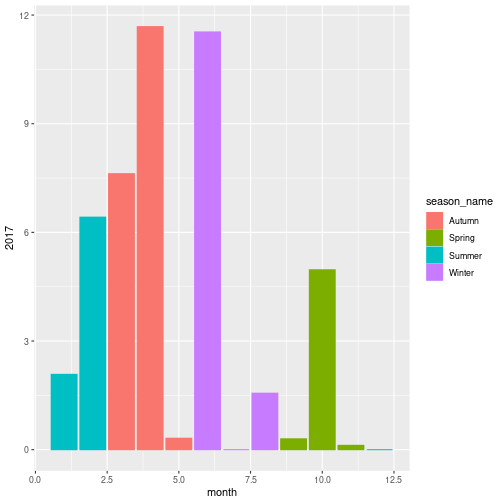 12
9
6
3
0
2017
0.0 2.5 5.0 7.5 10.0 12.5
month
season_name
Autumn
Spring
Summer
Winter